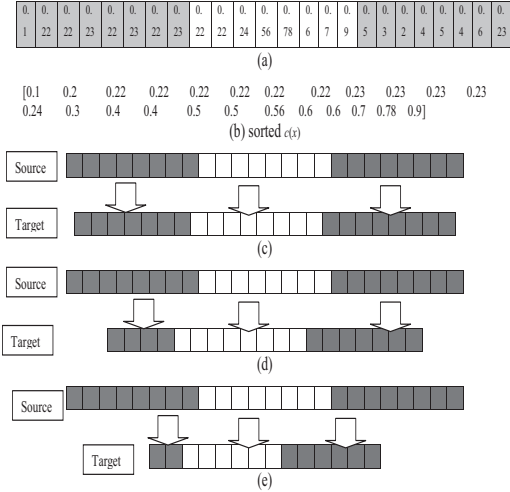 0. 0. 0. 0. 0. 0. 0. 0. 0. 0. 0. 0. 0. 0. 0. 0. 0. 0. 0. 0. 0. 0. 0. 0.
1 22 22 23 22 23 22 23 22 22 24 56 78 6 7 9 5 3 2 4 5 4 6 23
(a)
[0.1 0.2 0.22 0.22 0.22 0.22 0.22 0.22 0.23 0.23 0.23 0.23
0.24 0.3 0.4 0.4 0.5 0.5 0.56 0.6 0.6 0.7 0.78 0.9]
(b) sorted c(x)
Source
Target
(c)
Source
Target
(d)
Source
Target
(e)